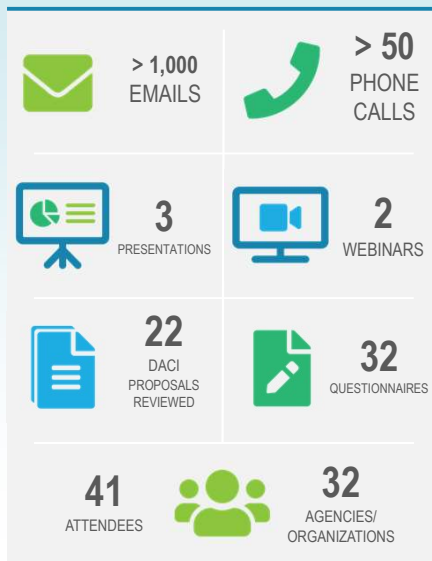 > 1,000
EMAILS
> 50
PHONE
CALLS
3
PRESENTATIONS
2
WEBINARS
22
DACI
PROPOSALS
REVIEWED
32
QUESTIONNAIRES
41
ATTENDEES
32
AGENCIES/
ORGANIZATIONS